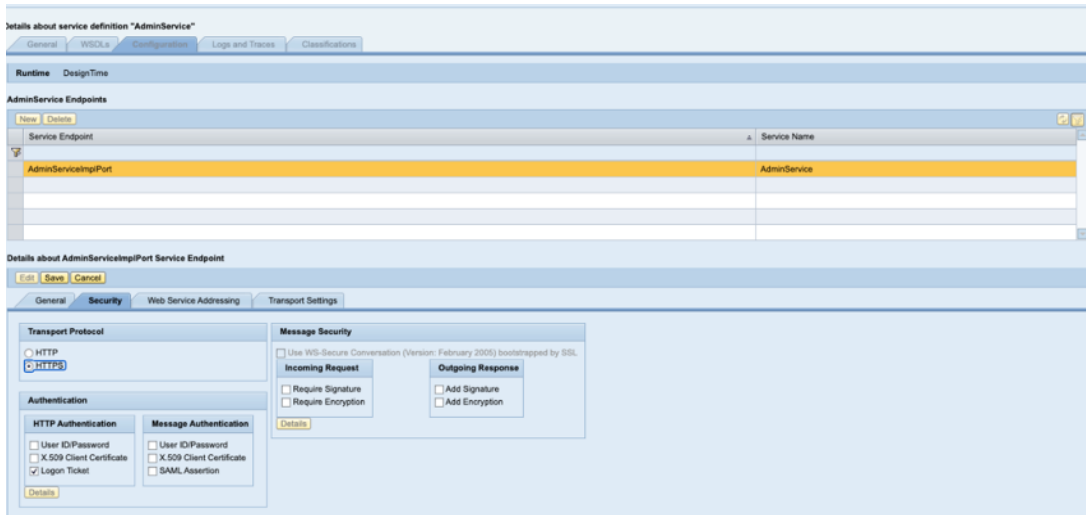 Details about service definition "AdminService"
General WSDLs Configuration Logs and Traces Classifications
Runtime DesignTime
AdminService Endpoints
New Delete
Service Endpoint Service Name
AdminServiceImplPort AdminService
Details about AdminServiceImplPort Service Endpoint
Edit Save Cancel
General Security Web Service Addressing Transport Settings
Transport Protocol
HTTP
HTTPS
Authentication
HTTP Authentication
User ID/Password
X.509 Client Certificate
Logon Ticket
Details
Message Authentication
User ID/Password
X.509 Client Certificate
SAML Assertion
Message Security
Use WS-Secure Conversation (Version: February 2005) bootstrapped by SSL
Incoming Request
Require Signature
Require Encryption
Outgoing Response
Add Signature
Add Encryption
Details